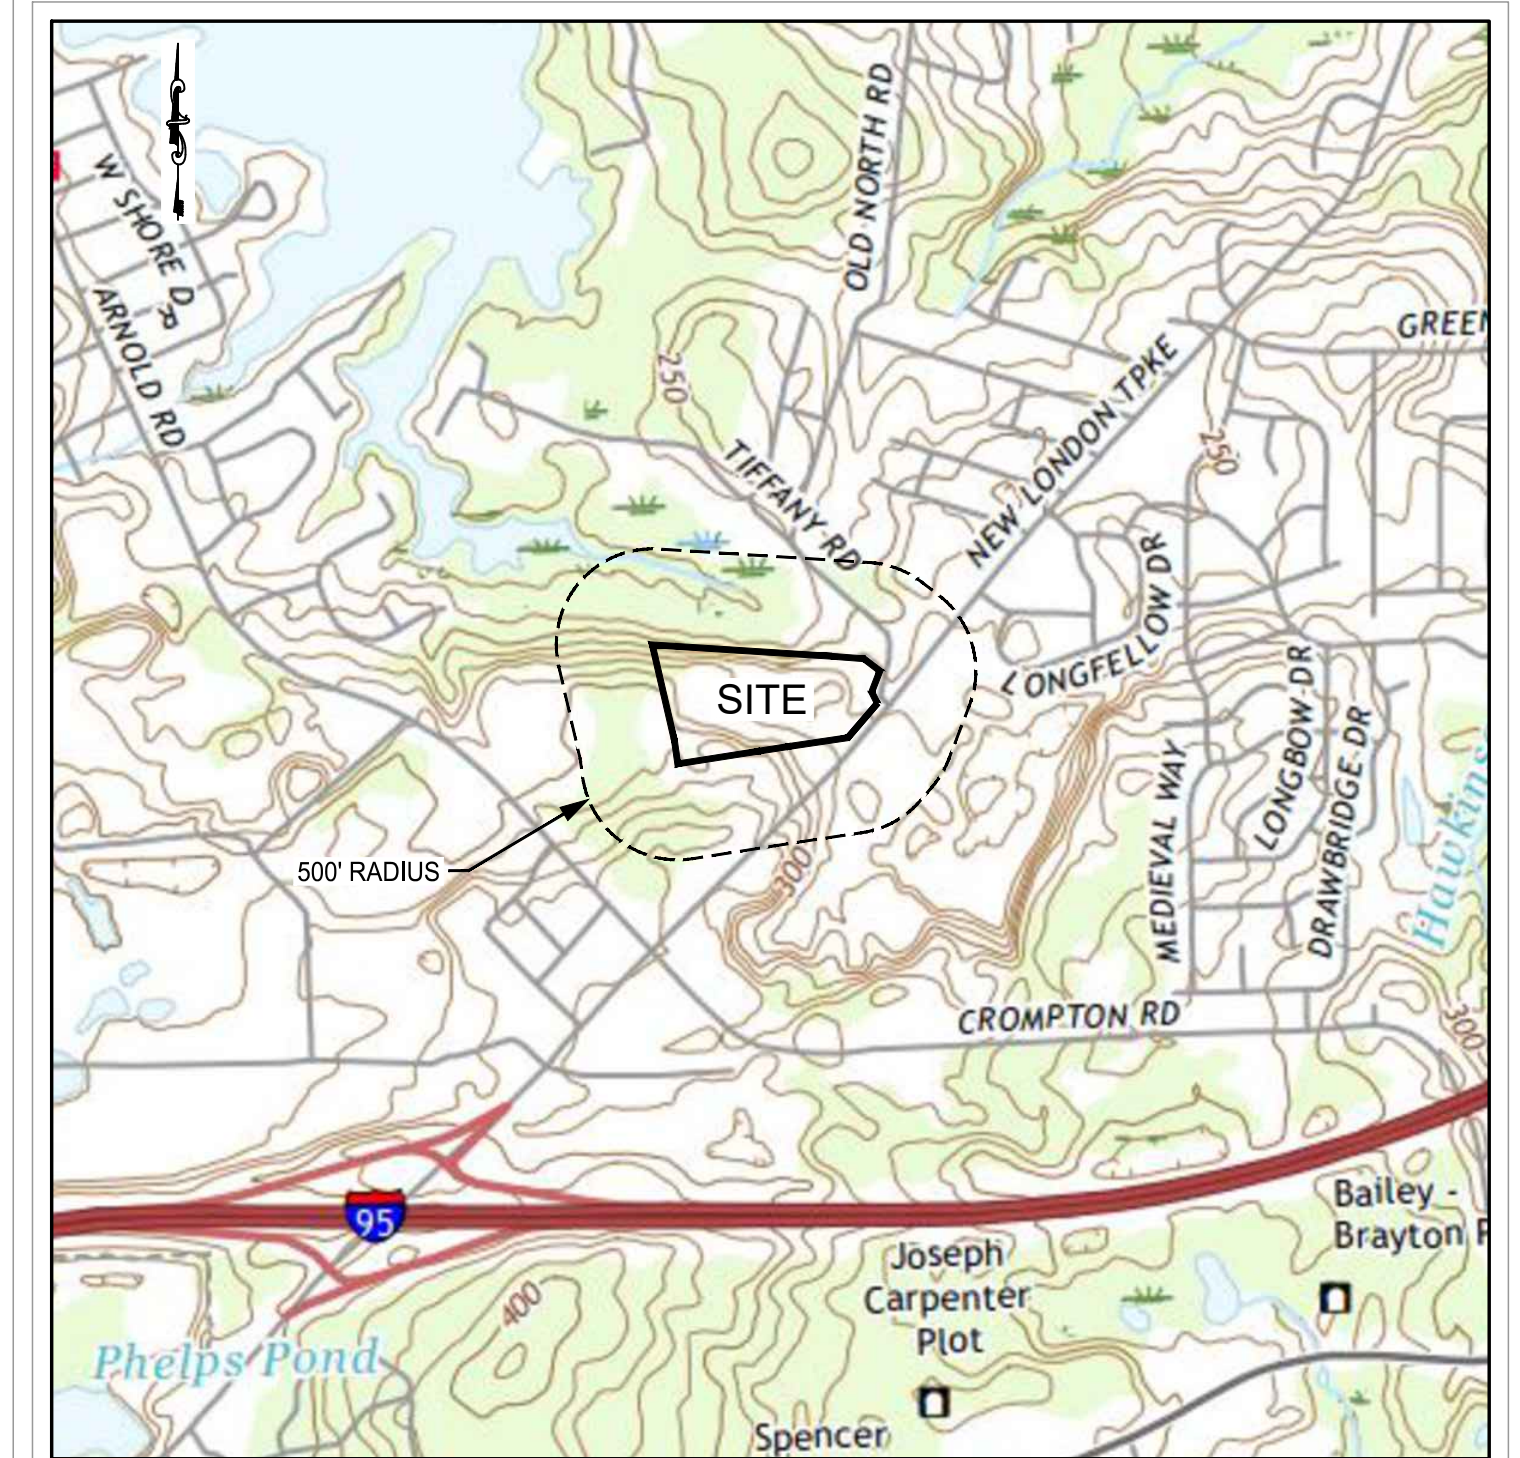 OLD NORTH RD
W SHORE D
ARNOLD RD
GREEN
250
NEW LONDON TPKE
250
TIFFANY RD
LONGFELLOW DR
SITE
LONGBOW DR
DRAWBRIDGE DR
MEDIEVAL WAY
Hawkins
500' RADIUS
300
CROMPTON RD
300
95
Bailey -
Brayton
Joseph
Carpenter
Plot
400
Phelps Pond
Spencer